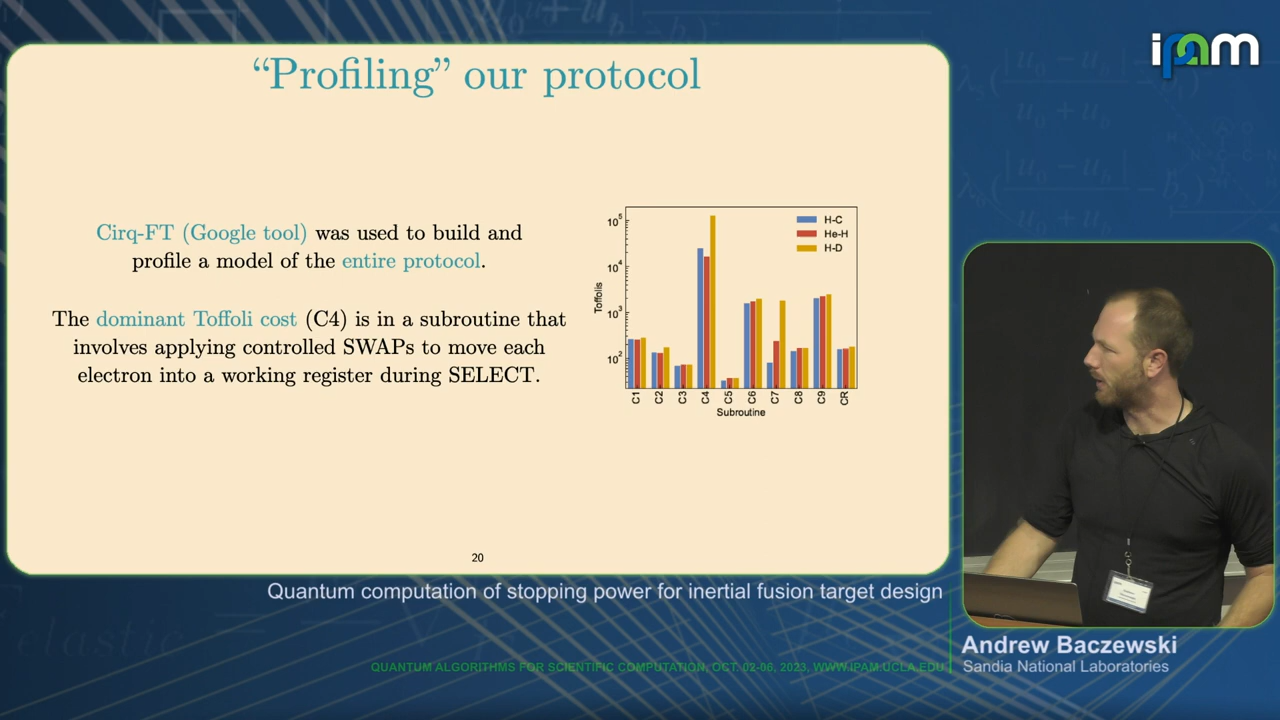 ipam
“Profiling” our protocol
Cirq-FT (Google tool) was used to build and
profile a model of the entire protocol.
The dominant Toffoli cost (C4) is in a subroutine that
involves applying controlled SWAPs to move each
electron into a working register during SELECT.
H-C
He-H
H-D
10^5
10^4
10^3
10^2
Toffolis
C1 C2 C3 C4 C5 C6 C7 C8 C9 CR
Subroutine
20
Quantum computation of stopping power for inertial fusion target design
Andrew Baczewski
Sandia National Laboratories
QUANTUM ALGORITHMS FOR SCIENTIFIC COMPUTATION, OCT. 02-06, 2023, WWW.IPAM.UCLA.EDU
elastic